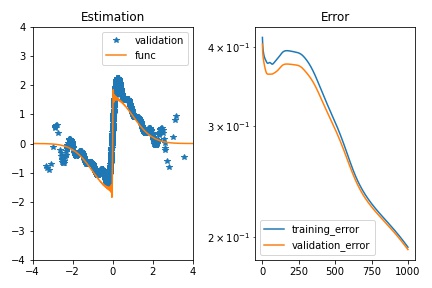 Estimation
4
3
2
1
0
−1
−2
−3
−4
−4
−2
0
2
4
validation
func
Error
4 × 10⁻¹
3 × 10⁻¹
2 × 10⁻¹
0
250
500
750
1000
training_error
validation_error